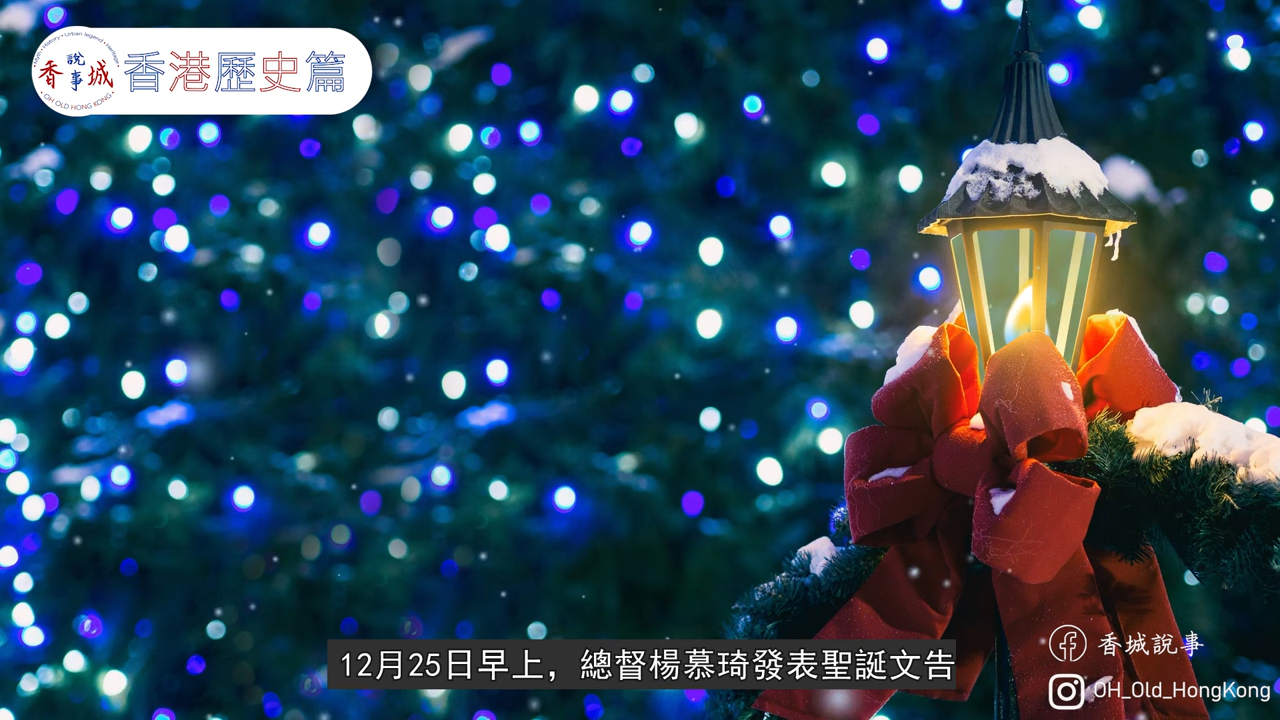 香城說事
• OH OLD HONG KONG •
香港歷史篇
12月25日早上，總督楊慕琦發表聖誕文告
香城說事
OH_Old_HongKong